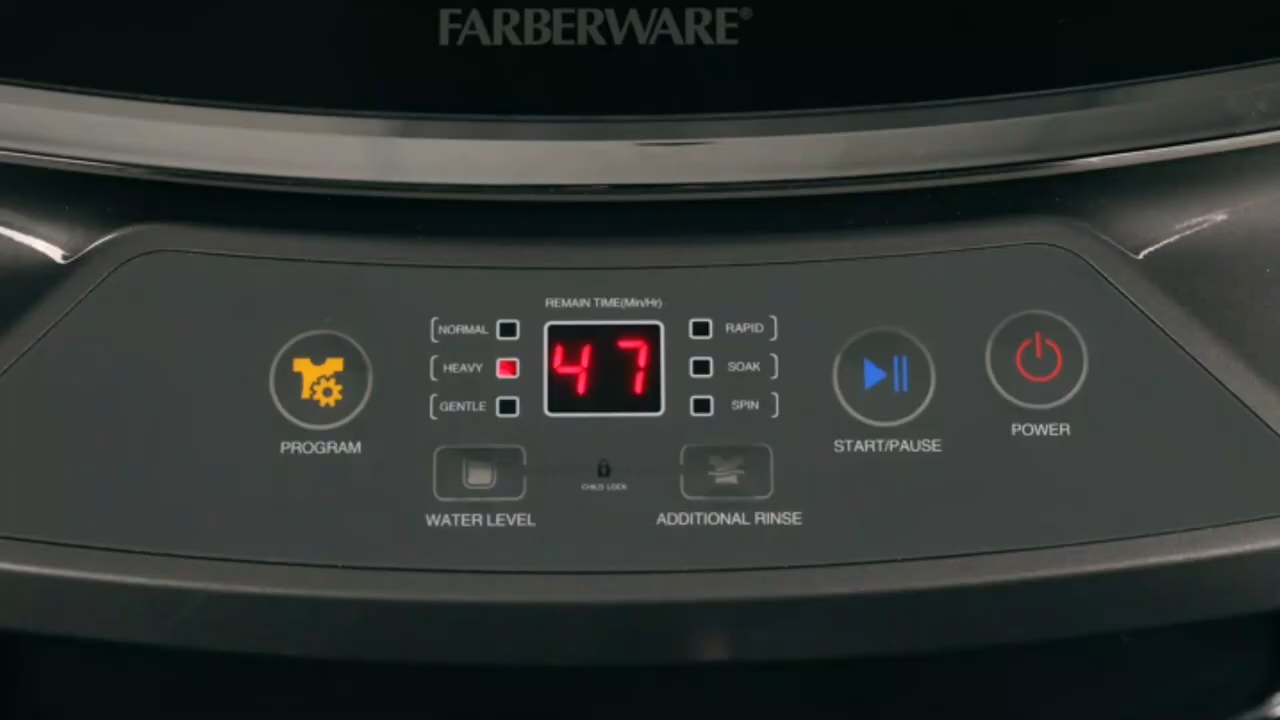 FARBERWARE®
REMAIN TIME(Min/Hr)
NORMAL
HEAVY
GENTLE
47
RAPID
SOAK
SPIN
PROGRAM
START/PAUSE
POWER
CHILD LOCK
WATER LEVEL
ADDITIONAL RINSE